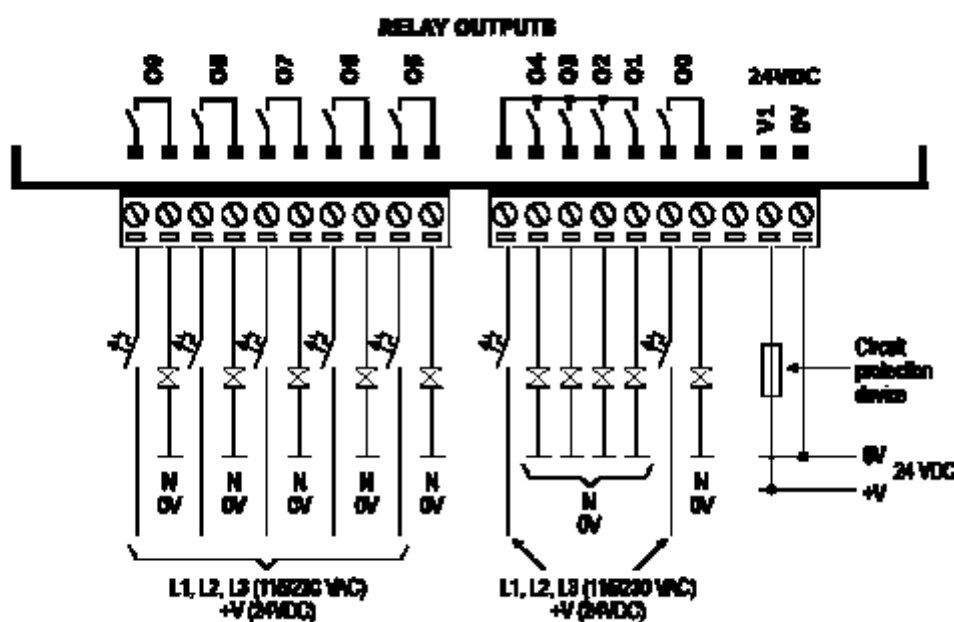 RELAY OUTPUTS
O9 O8 O7 O6 O5 O4 O3 O2 O1 O0 24VDC
V1 0V
Circuit
protection
device
0V
24 VDC
+V
N N N N N
0V 0V 0V 0V 0V
N
0V
N
0V
L1, L2, L3 (115/230 VAC)
+V (24VDC)
L1, L2, L3 (115/230 VAC)
+V (24VDC)